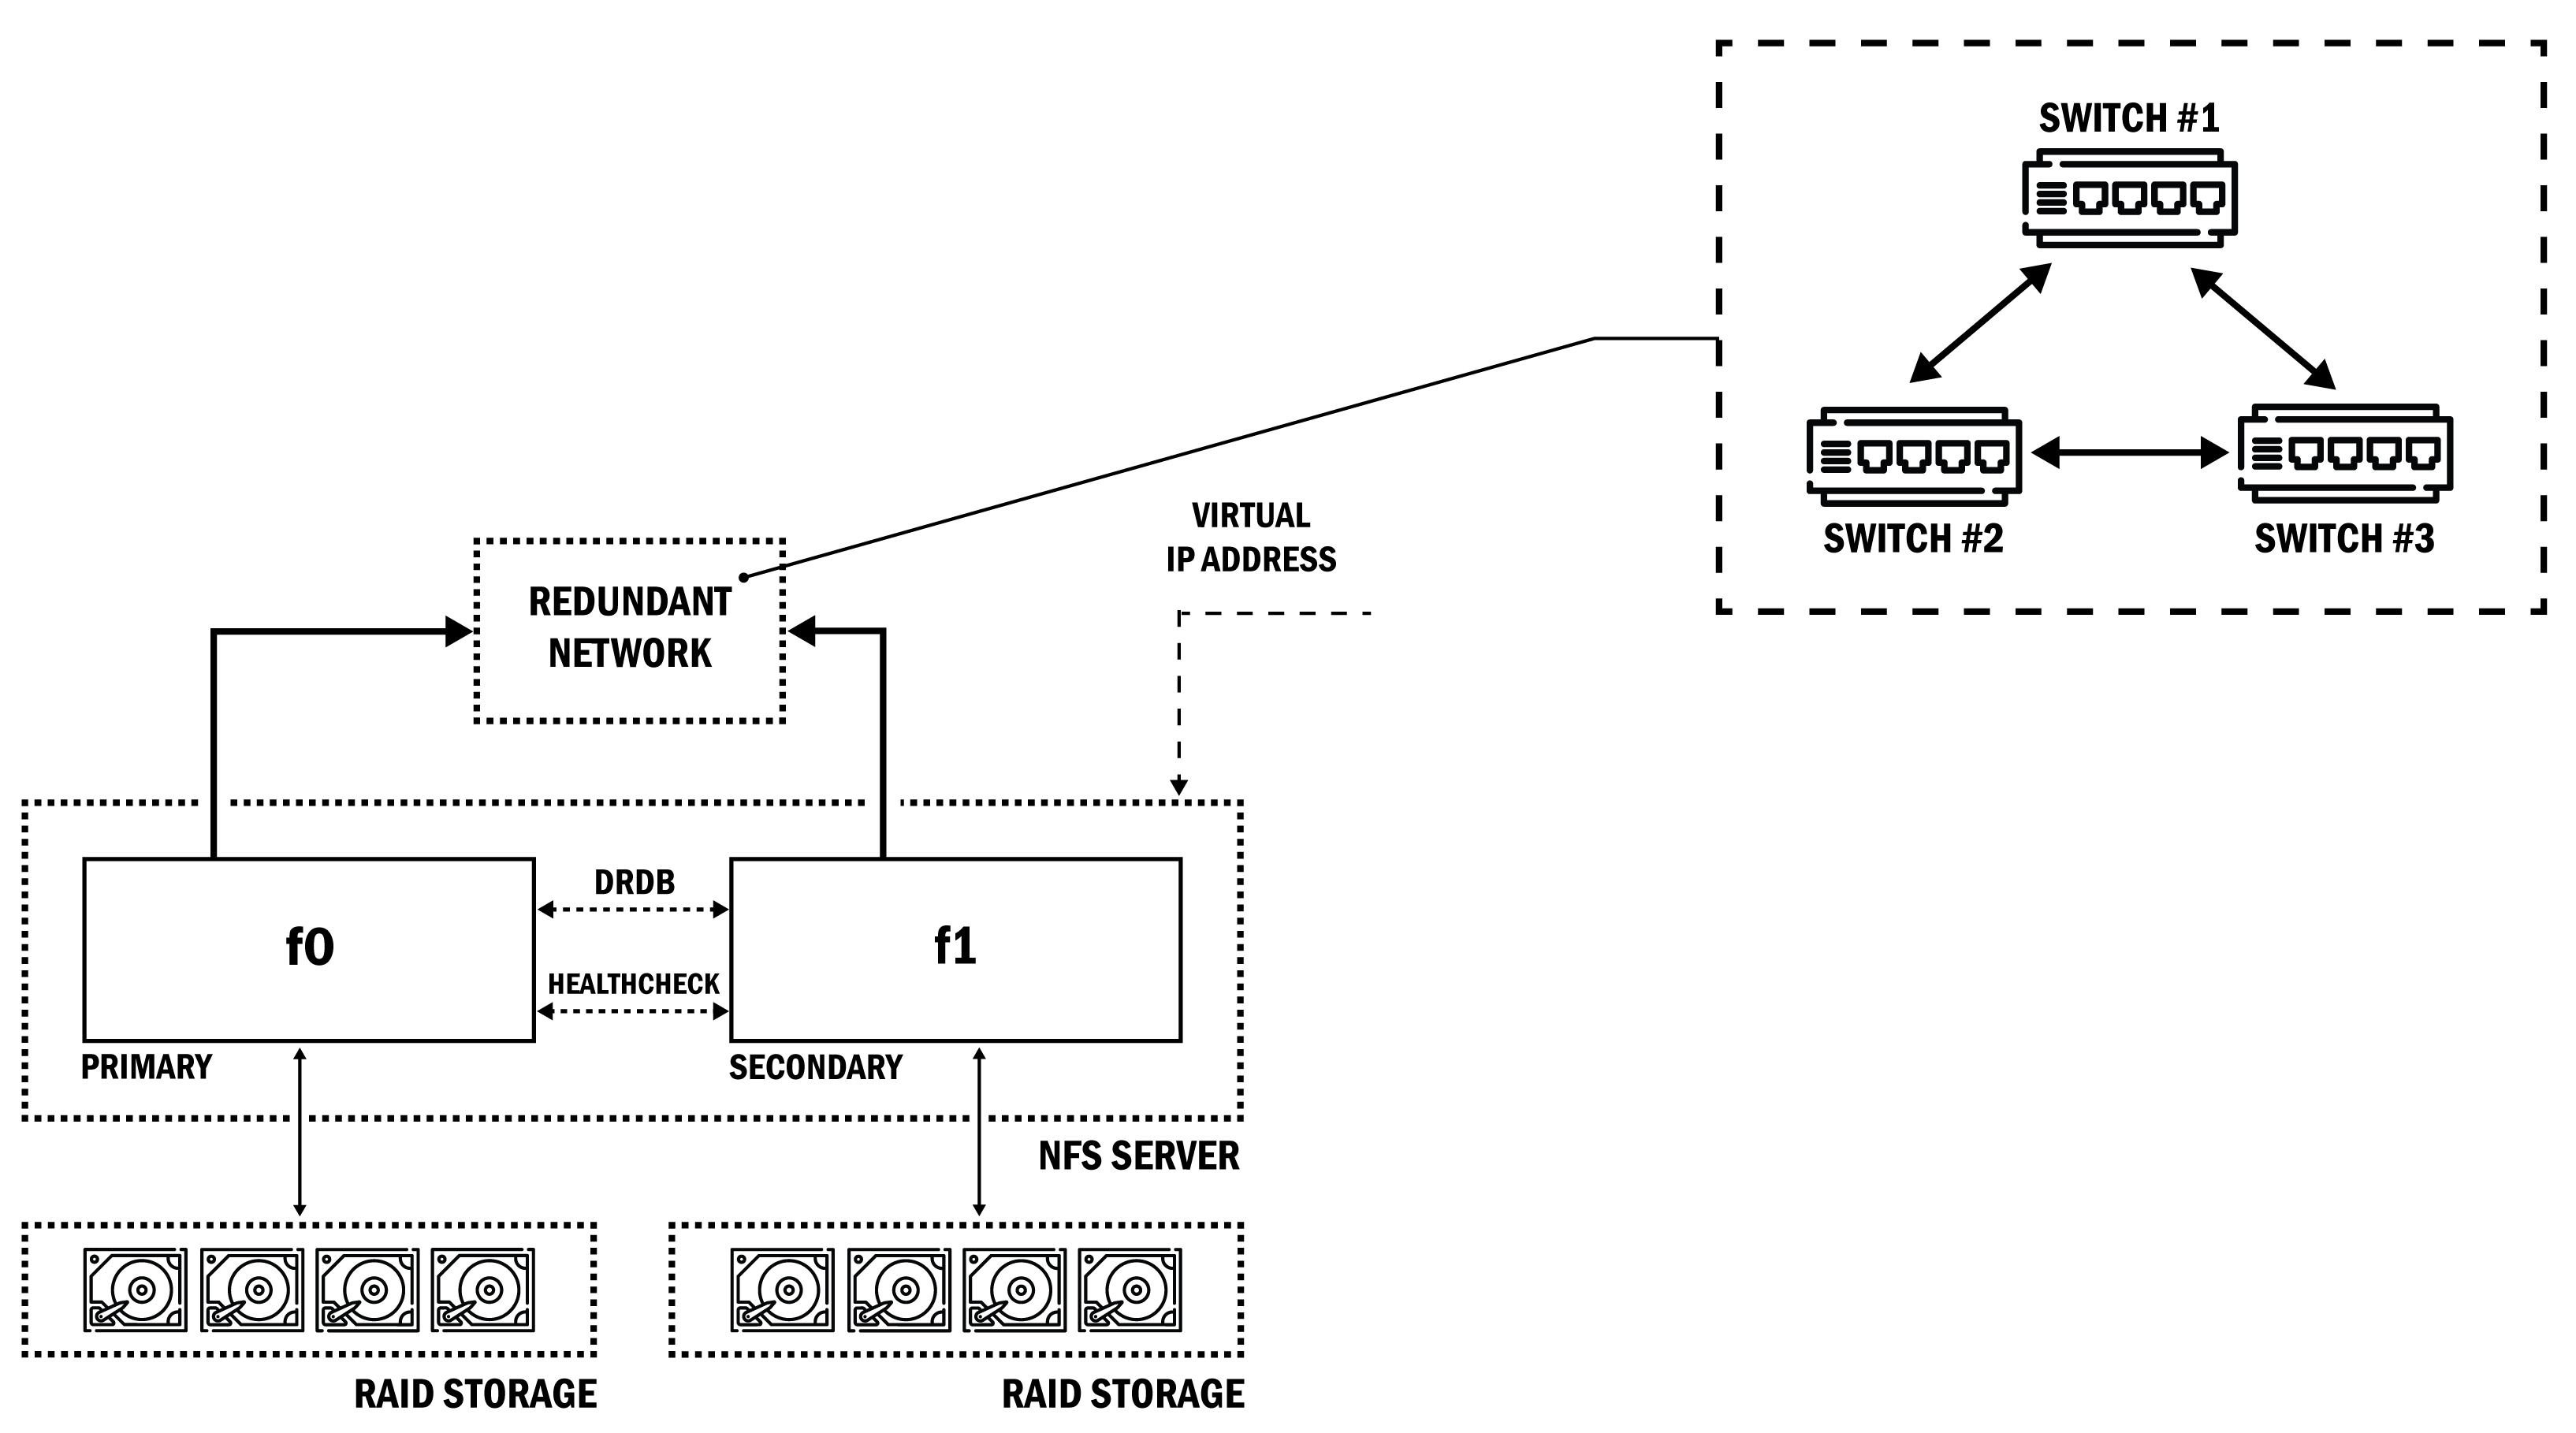 SWITCH #1
SWITCH #2
SWITCH #3
VIRTUAL
IP ADDRESS
REDUNDANT
NETWORK
DRDB
f0
f1
HEALTHCHECK
PRIMARY
SECONDARY
NFS SERVER
RAID STORAGE
RAID STORAGE